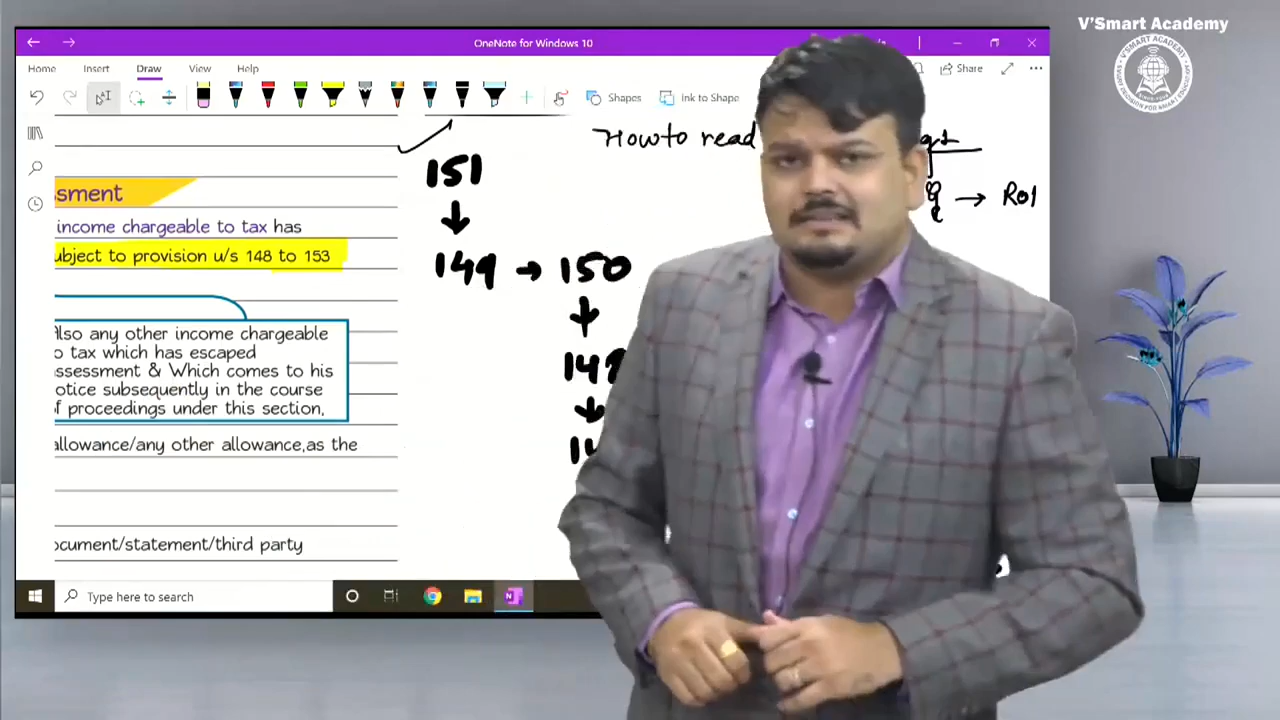 V'Smart Academy
OneNote for Windows 10
Home Insert Draw View Help
Share
Shapes
Ink to Shape
How to read
151
sment
income chargeable to tax has
→ ROI
ubject to provision u/s 148 to 153
149 → 150
Also any other income chargeable
o tax which has escaped
ssessment & Which comes to his
otice subsequently in the course
f proceedings under this section,
allowance/any other allowance,as the
ocument/statement/third party
Type here to search